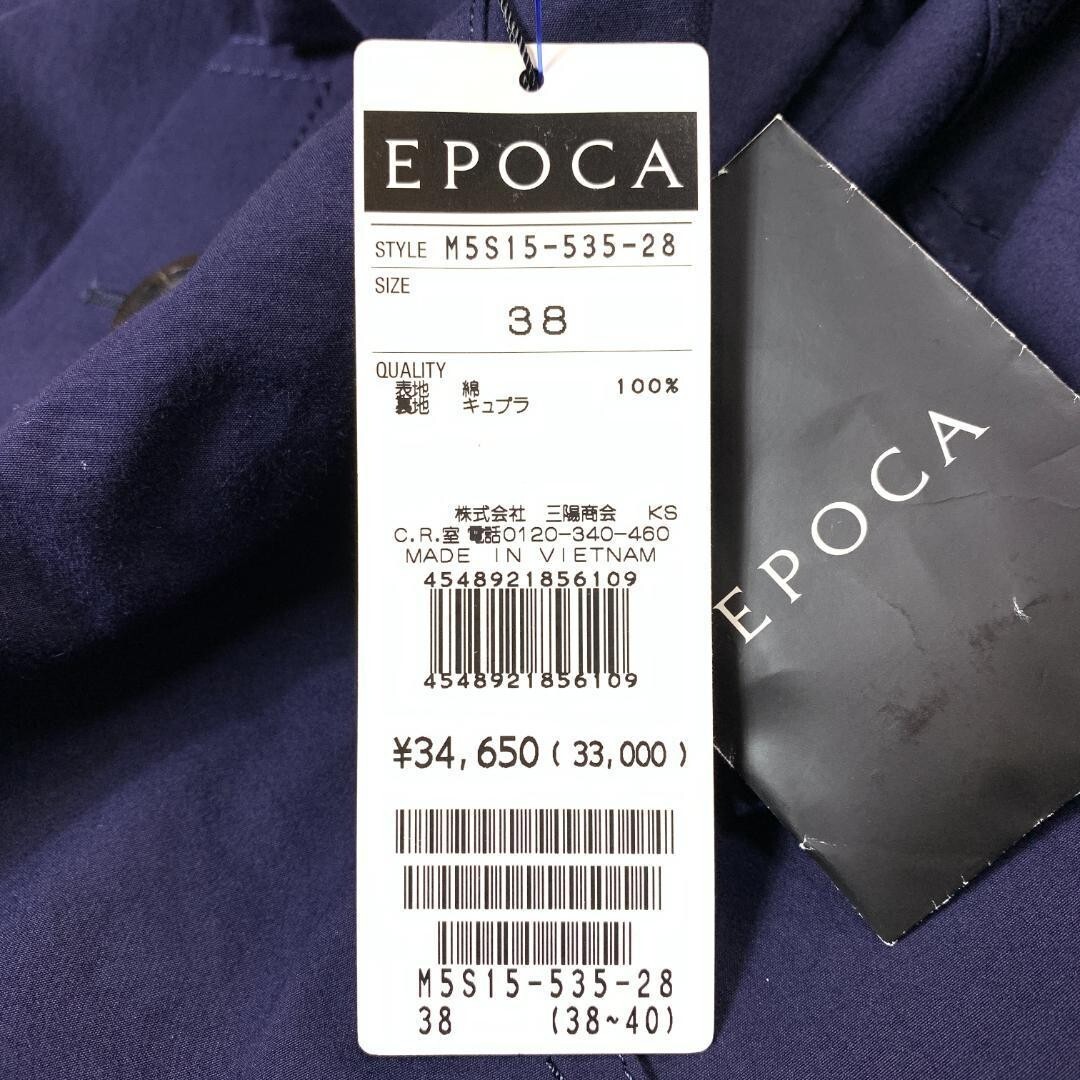 EPOCA
STYLE M5S15-535-28
SIZE
38
QUALITY
表地 綿 100%
裏地 キュプラ
株式会社 三陽商会 KS
C.R.室 電話0120-340-460
MADE IN VIETNAM
4548921856109
4548921856109
¥34,650 ( 33,000 )
M5S15-535-28
38 (38~40)
EPOCA